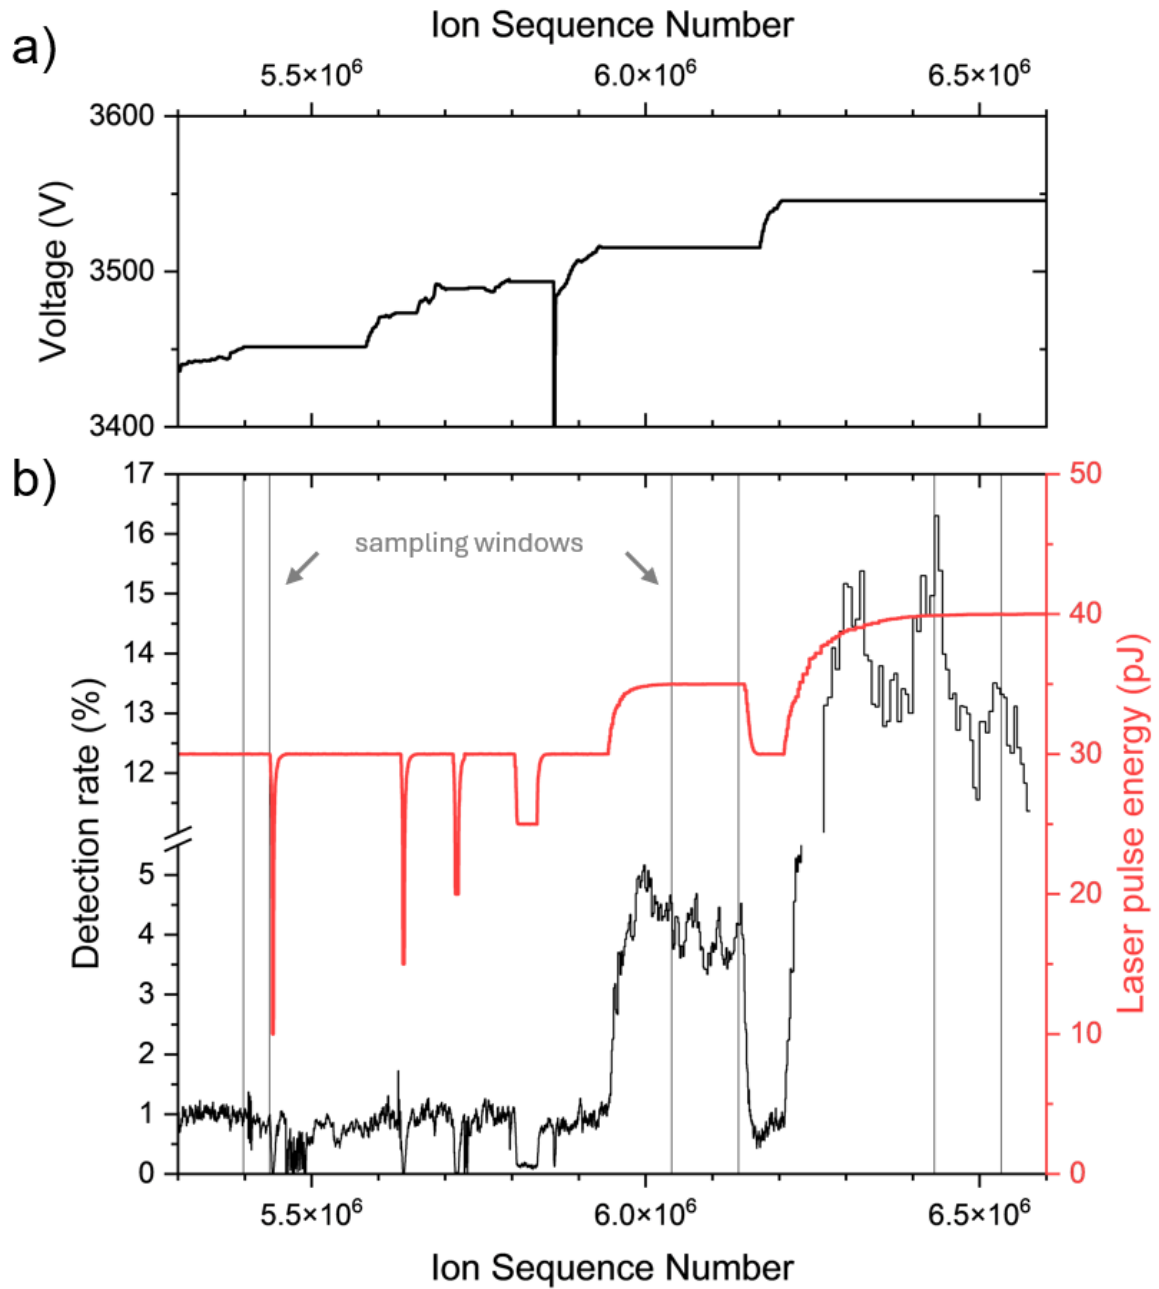 a)
Ion Sequence Number
5.5×10⁶ 6.0×10⁶ 6.5×10⁶
3600
3500
3400
Voltage (V)
b)
17
16
15
14
13
12
5
4
3
2
1
0
Detection rate (%)
sampling windows
50
40
30
20
10
0
Laser pulse energy (pJ)
5.5×10⁶ 6.0×10⁶ 6.5×10⁶
Ion Sequence Number